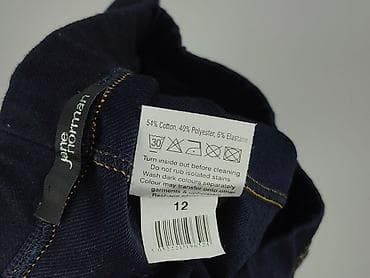 jane
norman
54% Cotton, 40% Polyester, 6% Elastane
30
Turn inside out before cleaning.
Do not rub isolated stains.
Wash dark colours separately
Colour may transfer onto other
garments &
12